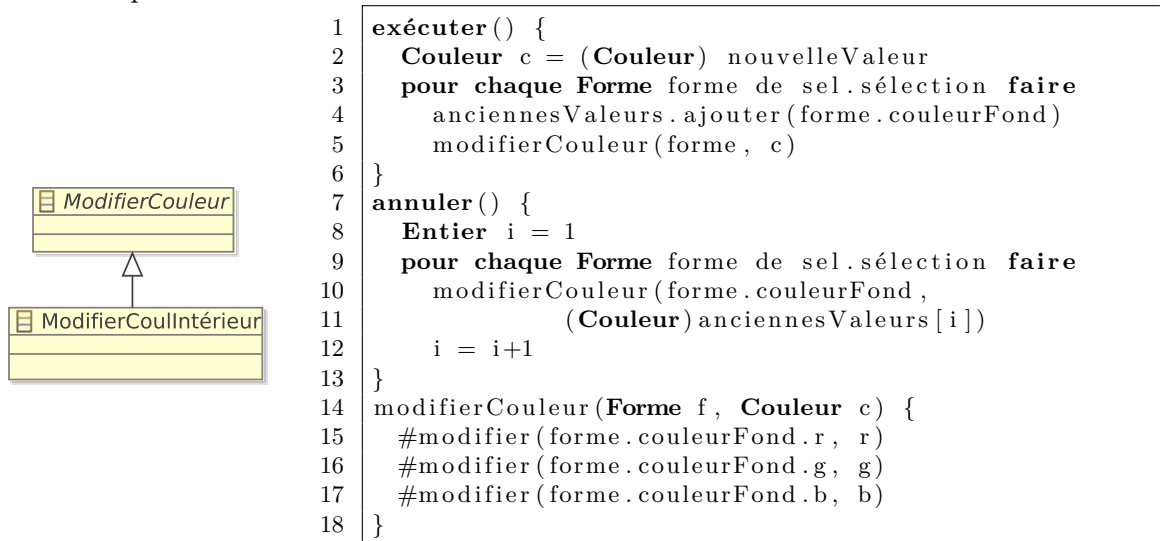 ModifierCouleur
ModifierCoulIntérieur
1 exécuter() {
2 Couleur c = (Couleur) nouvelleValeur
3 pour chaque Forme forme de sel.sélection faire
4 anciennesValeurs.ajouter(forme.couleurFond)
5 modifierCouleur(forme, c)
6 }
7 annuler() {
8 Entier i = 1
9 pour chaque Forme forme de sel.sélection faire
10 modifierCouleur(forme.couleurFond,
11 (Couleur)anciennesValeurs[i])
12 i = i+1
13 }
14 modifierCouleur(Forme f, Couleur c) {
15 #modifier(forme.couleurFond.r, r)
16 #modifier(forme.couleurFond.g, g)
17 #modifier(forme.couleurFond.b, b)
18 }